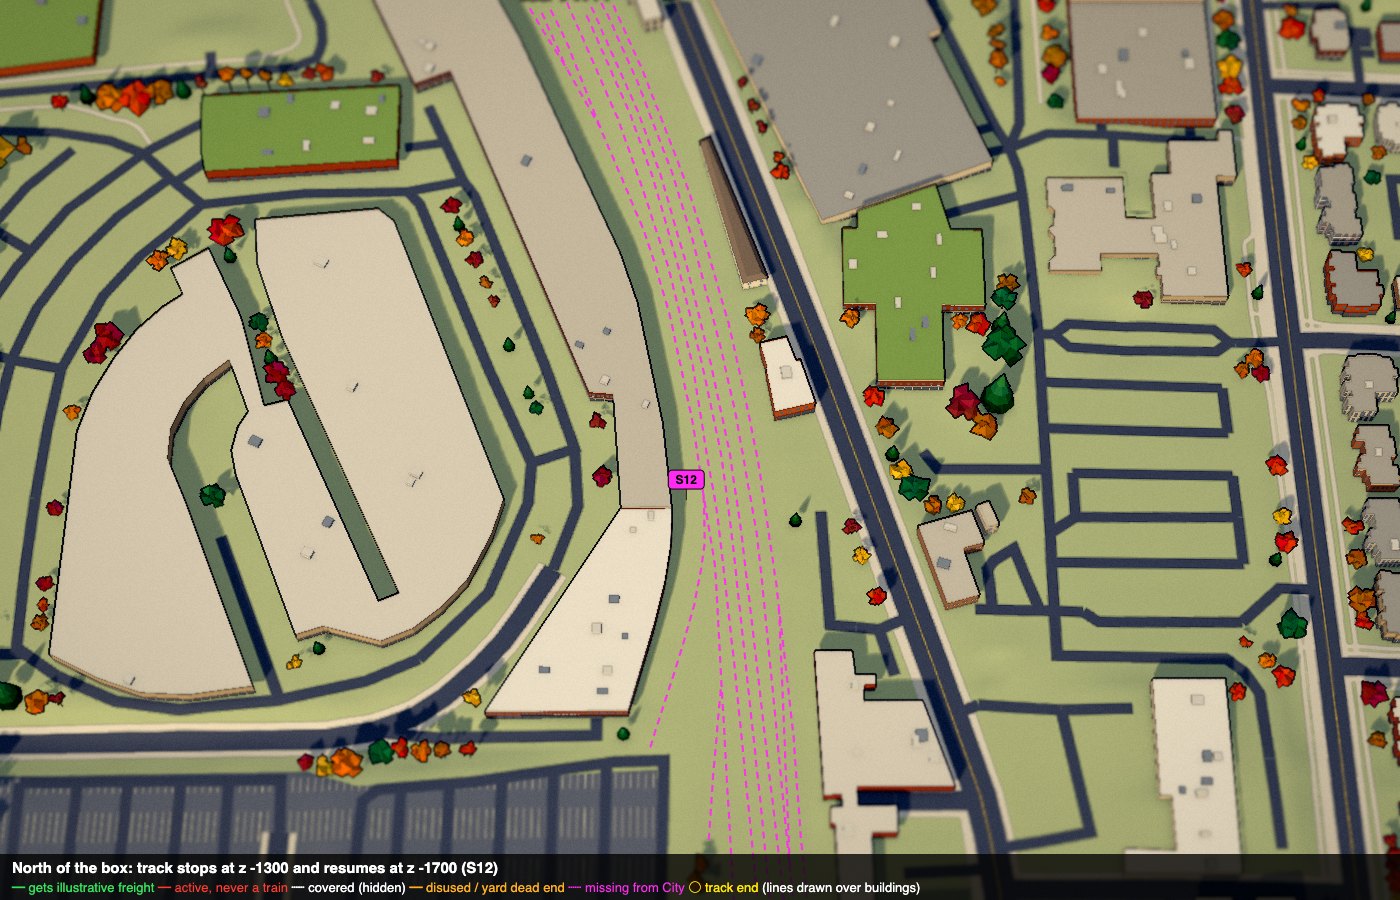 S12
North of the box: track stops at z -1300 and resumes at z -1700 (S12)
gets illustrative freight active, never a train covered (hidden) disused / yard dead end missing from City track end (lines drawn over buildings)